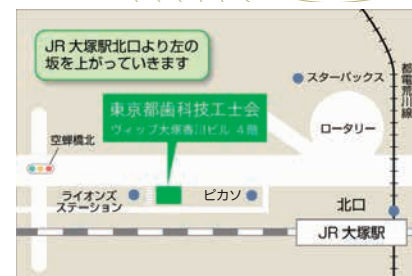 JR 大塚駅北口より左の
坂を上がっていきます
都電荒川線
スターバックス
東京都歯科技工士会
ヴィップ大塚香川ビル 4階
ロータリー
空蝉橋北
ライオンズ
ステーション
ピカソ
北口
JR 大塚駅